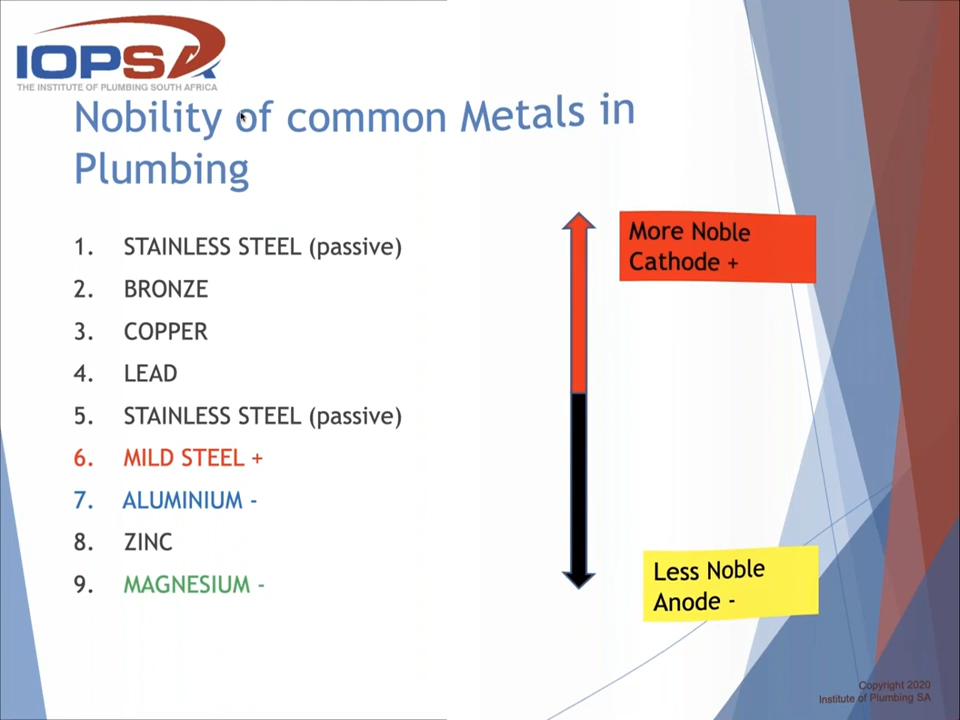 IOPSA
THE INSTITUTE OF PLUMBING SOUTH AFRICA
Nobility of common Metals in
Plumbing
1. STAINLESS STEEL (passive)
2. BRONZE
3. COPPER
4. LEAD
5. STAINLESS STEEL (passive)
6. MILD STEEL +
7. ALUMINIUM -
8. ZINC
9. MAGNESIUM -
More Noble
Cathode +
Less Noble
Anode -
Copyright 2020
Institute of Plumbing SA